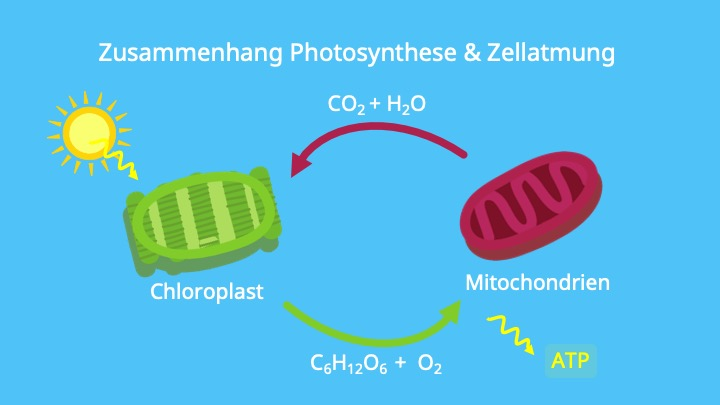 Zusammenhang Photosynthese & Zellatmung
CO₂ + H₂O
Chloroplast
Mitochondrien
C₆H₁₂O₆ + O₂
ATP